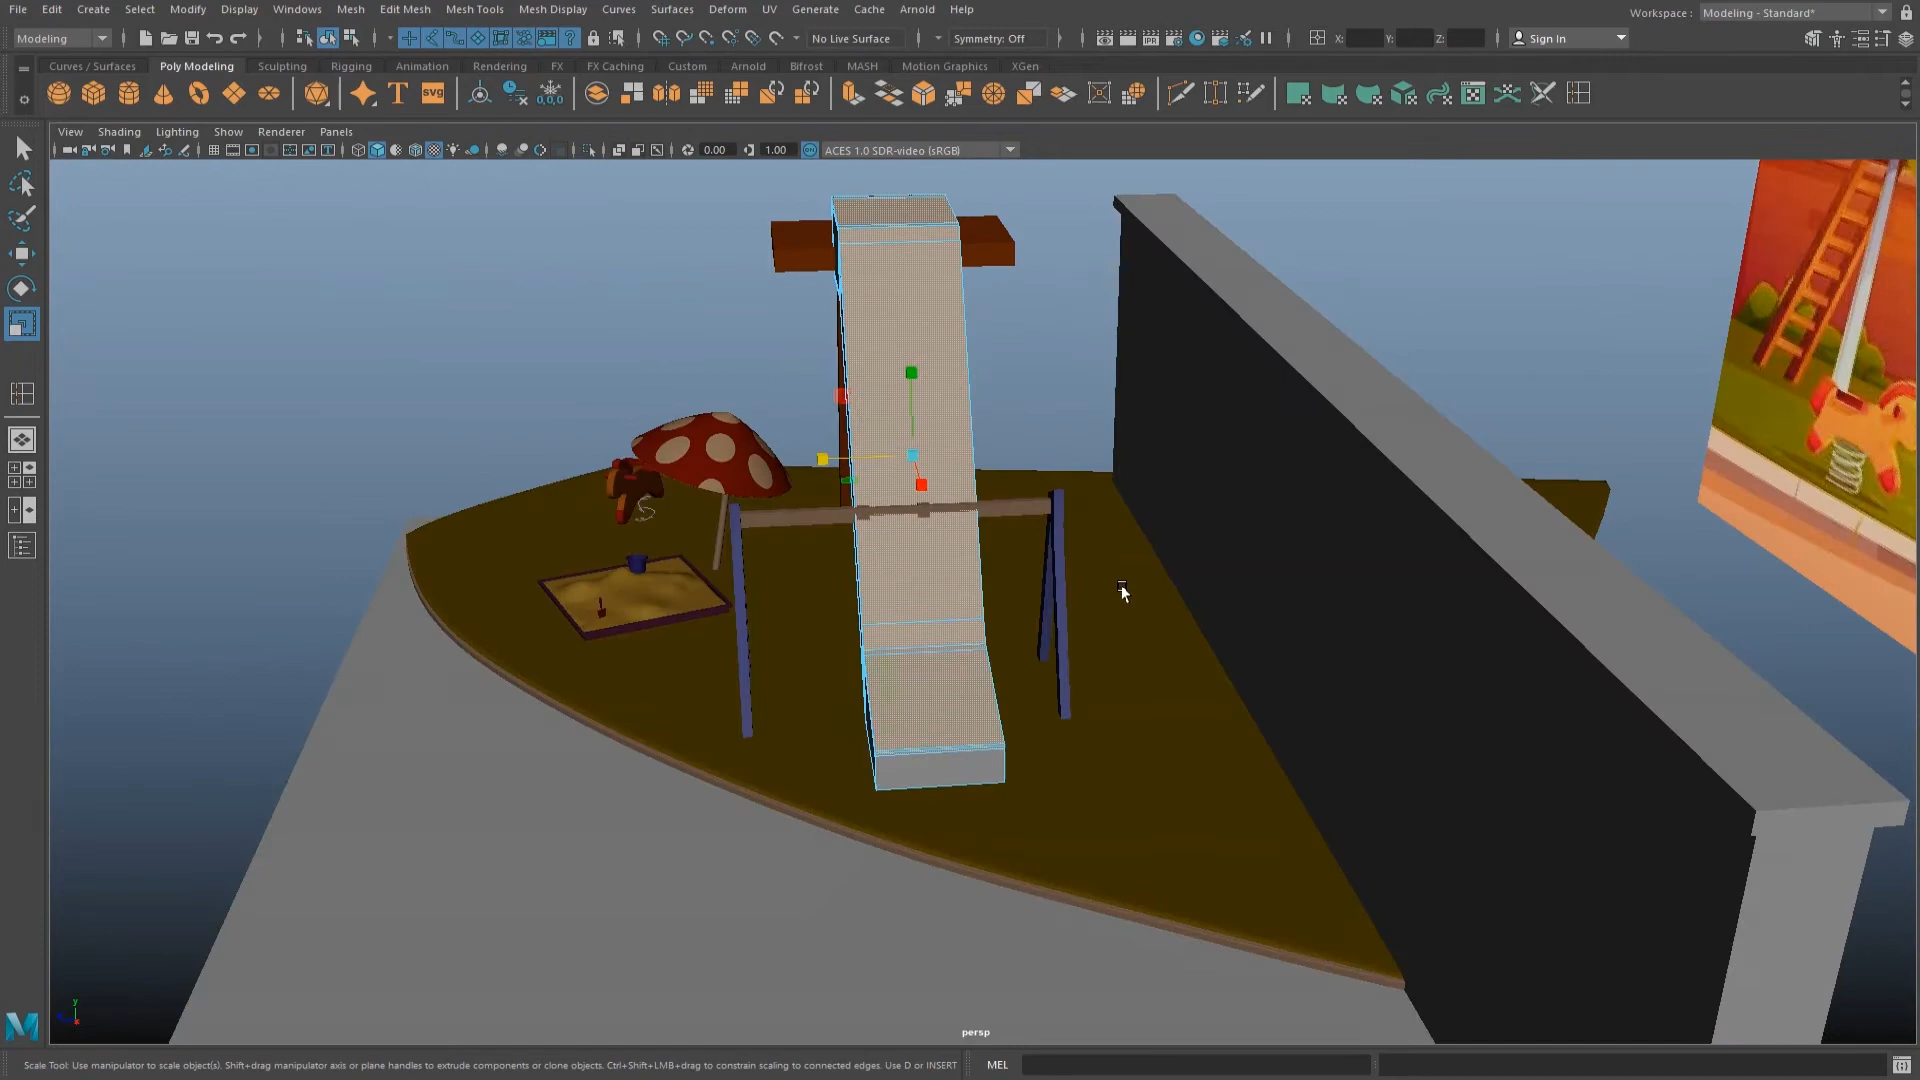 File Edit Create Select Modify Display Windows Mesh Edit Mesh Mesh Tools Mesh Display Curves Surfaces Deform UV Generate Cache Arnold Help
Workspace : Modeling - Standard*
Modeling No Live Surface Symmetry: Off X: Y: Z: Sign In
Curves / Surfaces Poly Modeling Sculpting Rigging Animation Rendering FX FX Caching Custom Arnold Bifrost MASH Motion Graphics XGen
T svg 0,0,0
View Shading Lighting Show Renderer Panels
0.00 1.00 ACES 1.0 SDR-video (sRGB)
y
persp
Scale Tool: Use manipulator to scale object(s). Shift+drag manipulator axis or plane handles to extrude components or clone objects. Ctrl+Shift+LMB+drag to constrain scaling to connected edges. Use D or INSERT MEL